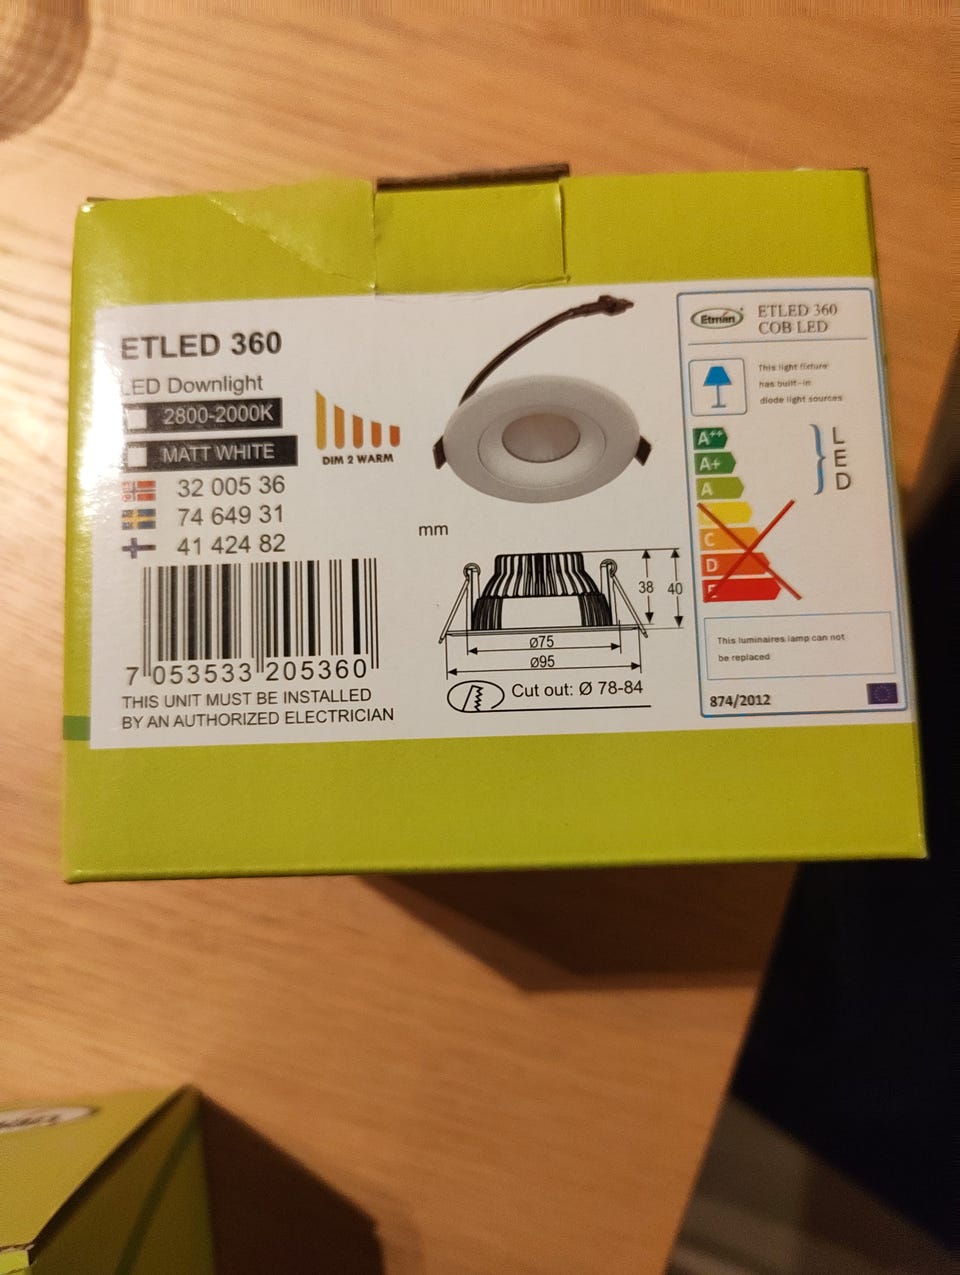 ETLED 360
LED Downlight
2800-2000K
MATT WHITE
32 005 36
74 649 31
41 424 82
7 053533 205360
THIS UNIT MUST BE INSTALLED
BY AN AUTHORIZED ELECTRICIAN
DIM 2 WARM
mm
38
40
Ø75
Ø95
Cut out: Ø 78-84
Etman
ETLED 360
COB LED
This light fixture
has built-in
diode light sources
A++
A+
A
C
D
L
E
D
This luminaires lamp can not
be replaced
874/2012